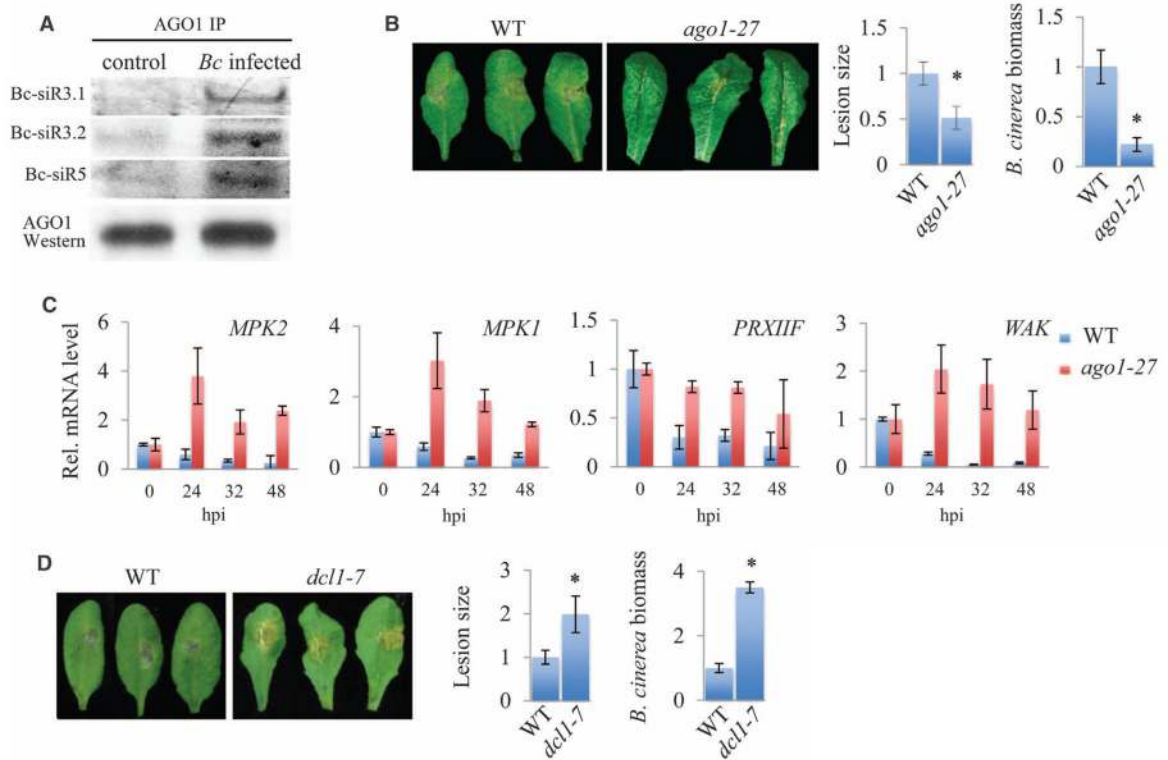 A
AGO1 IP
control Bc infected
Bc-siR3.1
Bc-siR3.2
Bc-siR5
AGO1
Western
B
WT ago1-27
Lesion size
1.5
1
0.5
0
*
WT
ago1-27
B. cinerea biomass
1.5
1
0.5
0
*
WT
ago1-27
C
Rel. mRNA level
6
4
2
0
MPK2
0 24 32 48
hpi
4
2
0
MPK1
0 24 32 48
hpi
1.5
1
0.5
0
PRXIIF
0 24 32 48
hpi
3
2
1
0
WAK
0 24 32 48
hpi
WT
ago1-27
D
WT dcl1-7
Lesion size
3
2
1
0
*
WT
dcl1-7
B. cinerea biomass
4
2
0
*
WT
dcl1-7